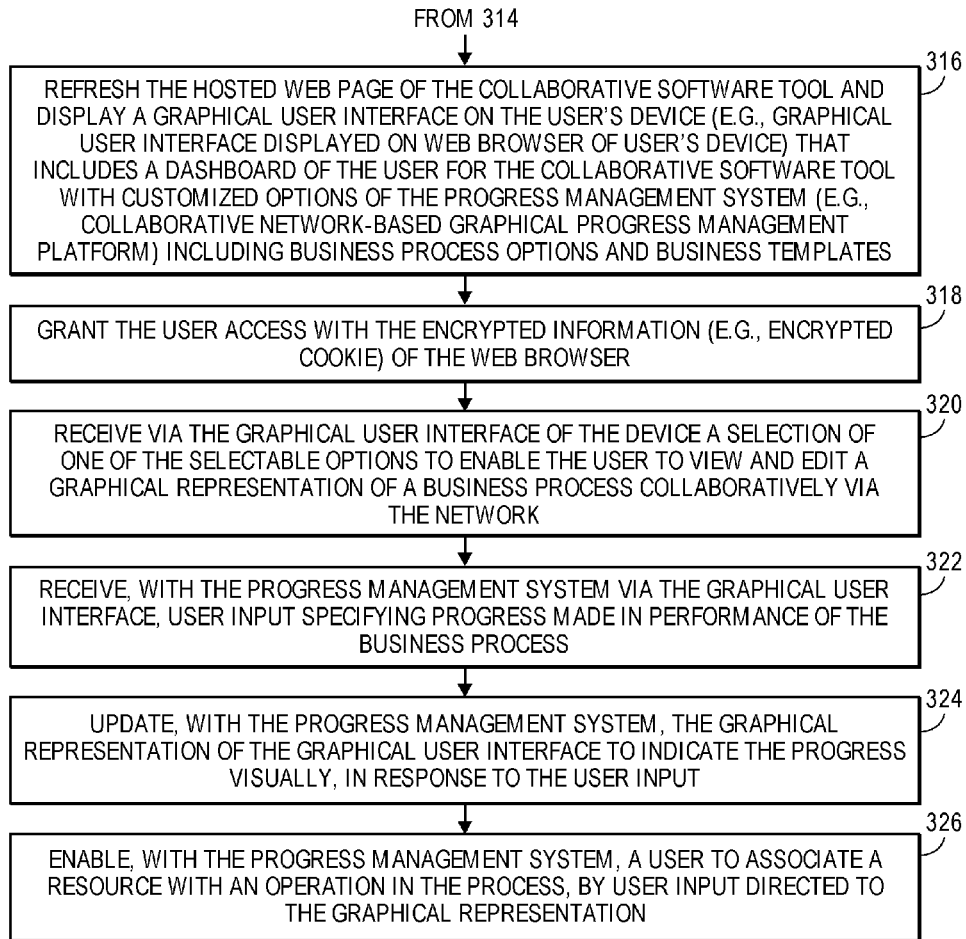 FROM 314
316
REFRESH THE HOSTED WEB PAGE OF THE COLLABORATIVE SOFTWARE TOOL AND
DISPLAY A GRAPHICAL USER INTERFACE ON THE USER'S DEVICE (E.G., GRAPHICAL
USER INTERFACE DISPLAYED ON WEB BROWSER OF USER'S DEVICE) THAT
INCLUDES A DASHBOARD OF THE USER FOR THE COLLABORATIVE SOFTWARE TOOL
WITH CUSTOMIZED OPTIONS OF THE PROGRESS MANAGEMENT SYSTEM (E.G.,
COLLABORATIVE NETWORK-BASED GRAPHICAL PROGRESS MANAGEMENT
PLATFORM) INCLUDING BUSINESS PROCESS OPTIONS AND BUSINESS TEMPLATES
318
GRANT THE USER ACCESS WITH THE ENCRYPTED INFORMATION (E.G., ENCRYPTED
COOKIE) OF THE WEB BROWSER
320
RECEIVE VIA THE GRAPHICAL USER INTERFACE OF THE DEVICE A SELECTION OF
ONE OF THE SELECTABLE OPTIONS TO ENABLE THE USER TO VIEW AND EDIT A
GRAPHICAL REPRESENTATION OF A BUSINESS PROCESS COLLABORATIVELY VIA
THE NETWORK
322
RECEIVE, WITH THE PROGRESS MANAGEMENT SYSTEM VIA THE GRAPHICAL USER
INTERFACE, USER INPUT SPECIFYING PROGRESS MADE IN PERFORMANCE OF THE
BUSINESS PROCESS
324
UPDATE, WITH THE PROGRESS MANAGEMENT SYSTEM, THE GRAPHICAL
REPRESENTATION OF THE GRAPHICAL USER INTERFACE TO INDICATE THE PROGRESS
VISUALLY, IN RESPONSE TO THE USER INPUT
326
ENABLE, WITH THE PROGRESS MANAGEMENT SYSTEM, A USER TO ASSOCIATE A
RESOURCE WITH AN OPERATION IN THE PROCESS, BY USER INPUT DIRECTED TO
THE GRAPHICAL REPRESENTATION